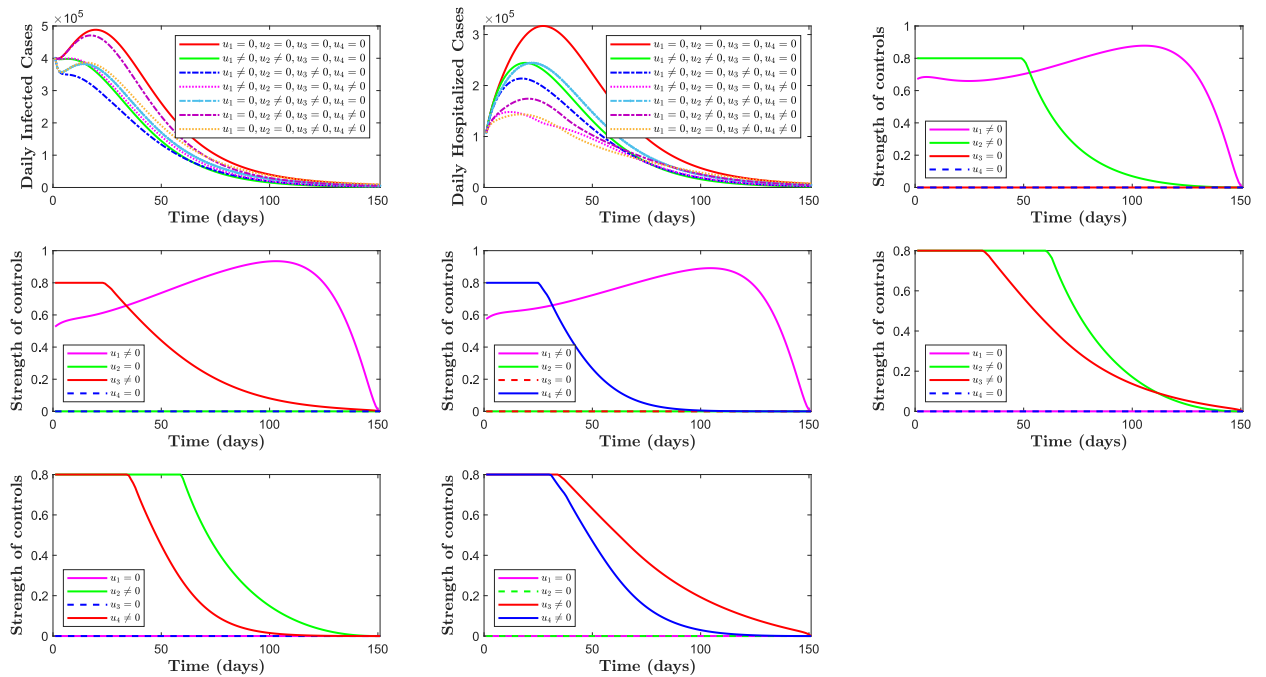 ×10⁵
Daily Infected Cases
5
4
3
2
1
0
u₁ = 0, u₂ = 0, u₃ = 0, u₄ = 0
u₁ ≠ 0, u₂ ≠ 0, u₃ = 0, u₄ = 0
u₁ ≠ 0, u₂ = 0, u₃ ≠ 0, u₄ = 0
u₁ ≠ 0, u₂ = 0, u₃ = 0, u₄ ≠ 0
u₁ = 0, u₂ ≠ 0, u₃ ≠ 0, u₄ = 0
u₁ = 0, u₂ ≠ 0, u₃ = 0, u₄ ≠ 0
u₁ = 0, u₂ = 0, u₃ ≠ 0, u₄ ≠ 0
0 50 100 150
Time (days)
×10⁵
Daily Hospitalized Cases
3
2
1
0
u₁ = 0, u₂ = 0, u₃ = 0, u₄ = 0
u₁ ≠ 0, u₂ ≠ 0, u₃ = 0, u₄ = 0
u₁ ≠ 0, u₂ = 0, u₃ ≠ 0, u₄ = 0
u₁ ≠ 0, u₂ = 0, u₃ = 0, u₄ ≠ 0
u₁ = 0, u₂ ≠ 0, u₃ ≠ 0, u₄ = 0
u₁ = 0, u₂ ≠ 0, u₃ = 0, u₄ ≠ 0
u₁ = 0, u₂ = 0, u₃ ≠ 0, u₄ ≠ 0
0 50 100 150
Time (days)
Strength of controls
1
0.8
0.6
0.4
0.2
0
u₁ ≠ 0
u₂ ≠ 0
u₃ = 0
u₄ = 0
0 50 100 150
Time (days)
Strength of controls
1
0.8
0.6
0.4
0.2
0
u₁ ≠ 0
u₂ = 0
u₃ ≠ 0
u₄ = 0
0 50 100 150
Time (days)
Strength of controls
1
0.8
0.6
0.4
0.2
0
u₁ ≠ 0
u₂ = 0
u₃ = 0
u₄ ≠ 0
0 50 100 150
Time (days)
Strength of controls
0.8
0.6
0.4
0.2
0
u₁ = 0
u₂ ≠ 0
u₃ ≠ 0
u₄ = 0
0 50 100 150
Time (days)
Strength of controls
0.8
0.6
0.4
0.2
0
u₁ = 0
u₂ ≠ 0
u₃ = 0
u₄ ≠ 0
0 50 100 150
Time (days)
Strength of controls
0.8
0.6
0.4
0.2
0
u₁ = 0
u₂ = 0
u₃ ≠ 0
u₄ ≠ 0
0 50 100 150
Time (days)